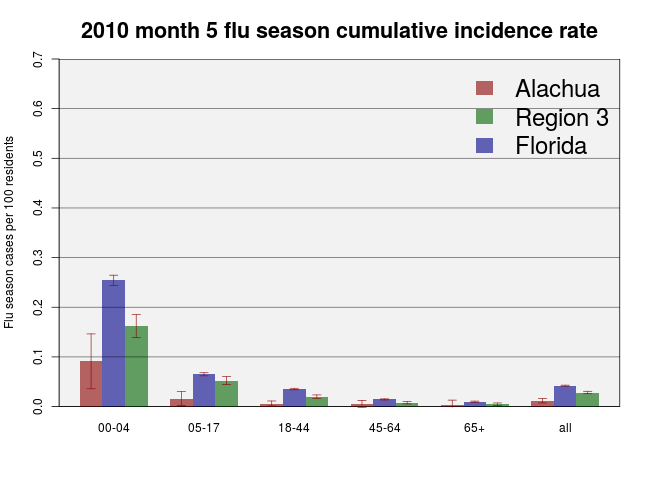 2010 month 5 flu season cumulative incidence rate
Flu season cases per 100 residents
0.7
0.6
0.5
0.4
0.3
0.2
0.1
0.0
Alachua
Region 3
Florida
00-04 05-17 18-44 45-64 65+ all